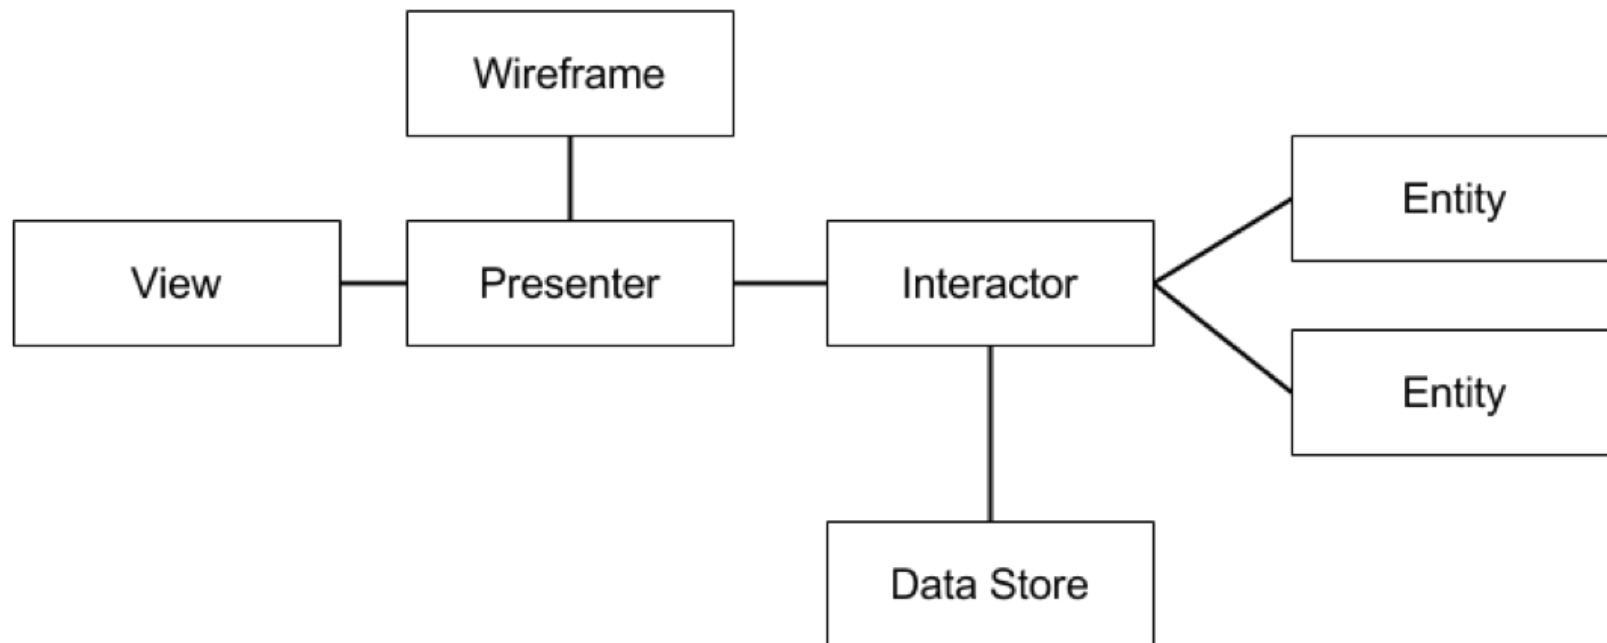 Wireframe
Entity
View
Presenter
Interactor
Entity
Data Store